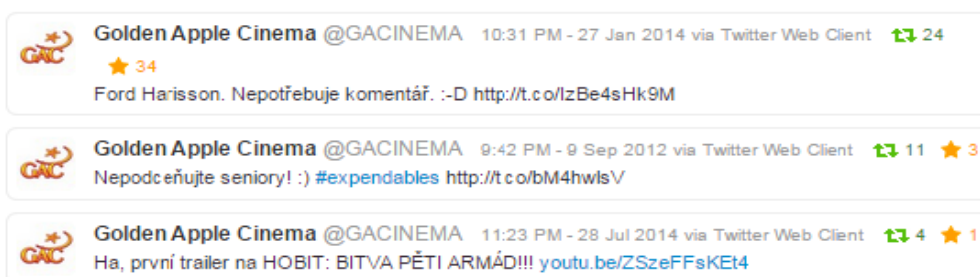 GAC
Golden Apple Cinema @GACINEMA 10:31 PM - 27 Jan 2014 via Twitter Web Client 24
34
Ford Harisson. Nepotřebuje komentář. :-D http://t.co/IzBe4sHk9M
GAC
Golden Apple Cinema @GACINEMA 9:42 PM - 9 Sep 2012 via Twitter Web Client 11 3
Nepodceňujte seniory! :) #expendables http://t.co/bM4hwlsV
GAC
Golden Apple Cinema @GACINEMA 11:23 PM - 28 Jul 2014 via Twitter Web Client 4 1
Ha, první trailer na HOBIT: BITVA PĚTI ARMÁD!!! youtu.be/ZSzeFFsKEt4